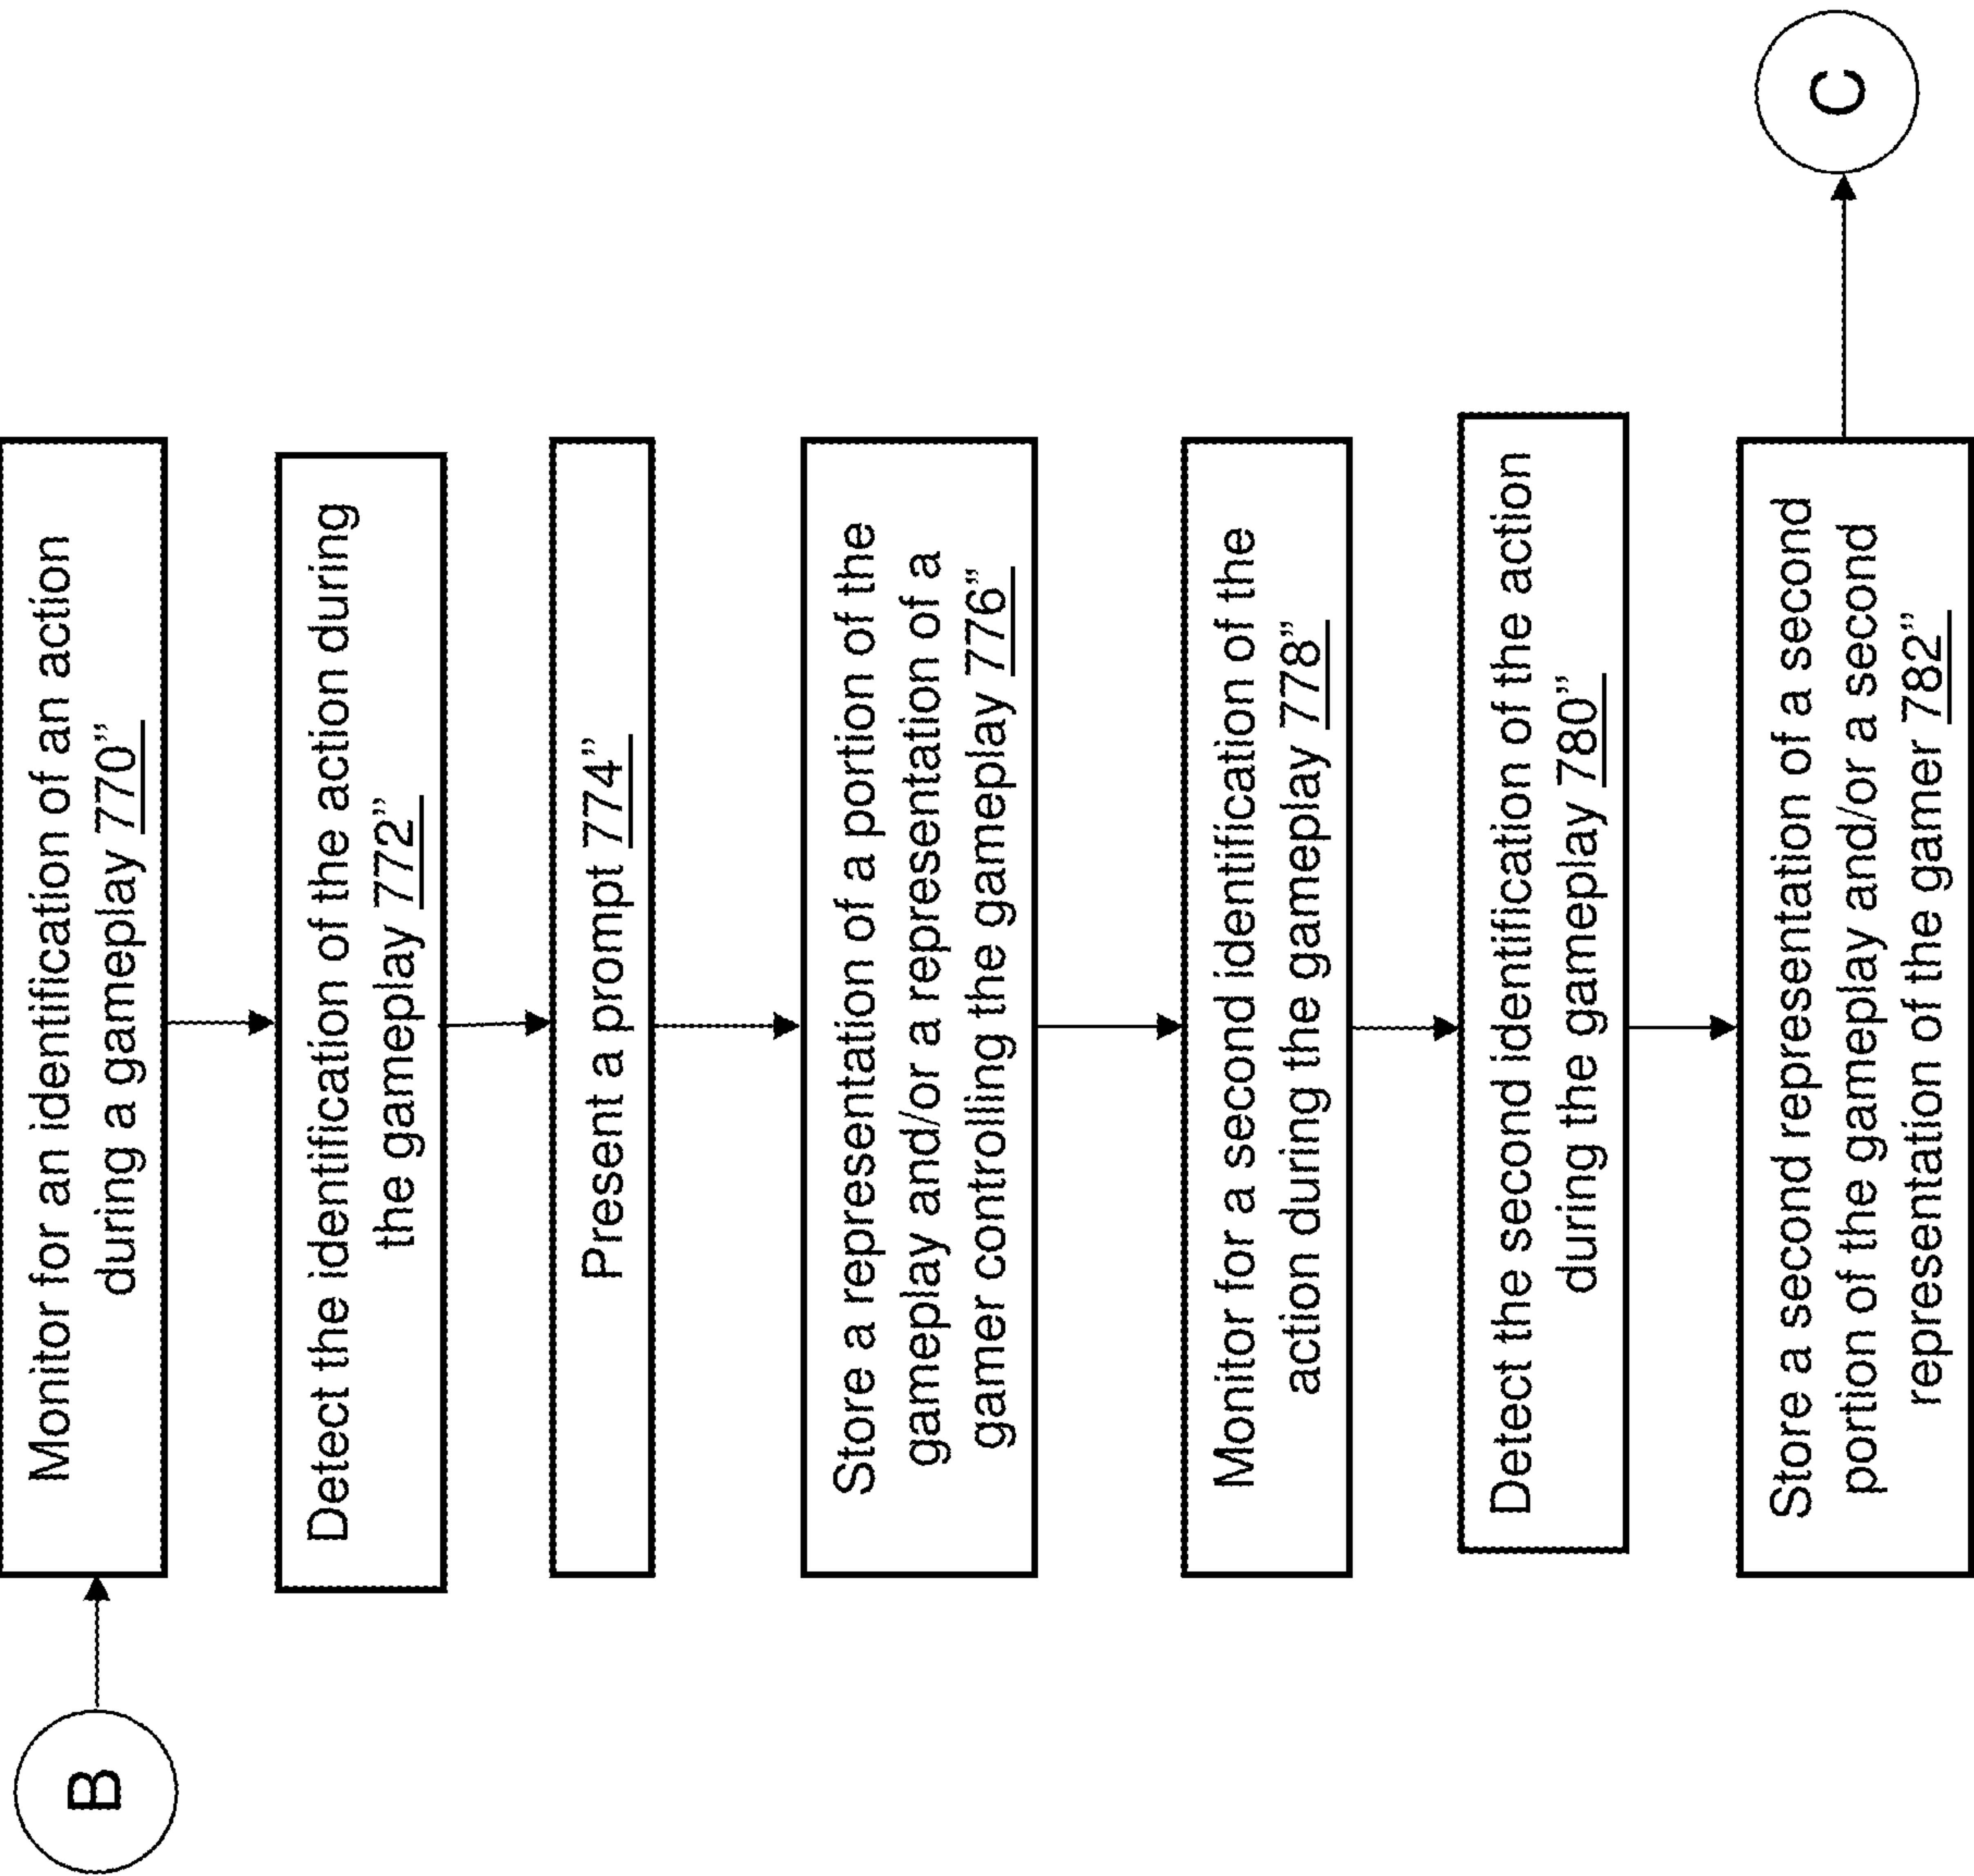 B
Monitor for an identification of an action
during a gameplay 770”
Detect the identification of the action during
the gameplay 772”
Present a prompt 774”
Store a representation of a portion of the
gameplay and/or a representation of a
gamer controlling the gameplay 776”
Monitor for a second identification of the
action during the gameplay 778”
Detect the second identification of the action
during the gameplay 780”
Store a second representation of a second
portion of the gameplay and/or a second
representation of the gamer 782”
C